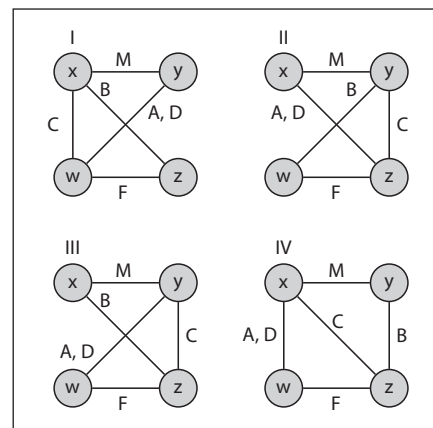 I II
x M y x M y
B B
A, D A, D
C C
w F z w F z
III IV
x M y x M y
B
C
A, D C A, D B
w F z w F z